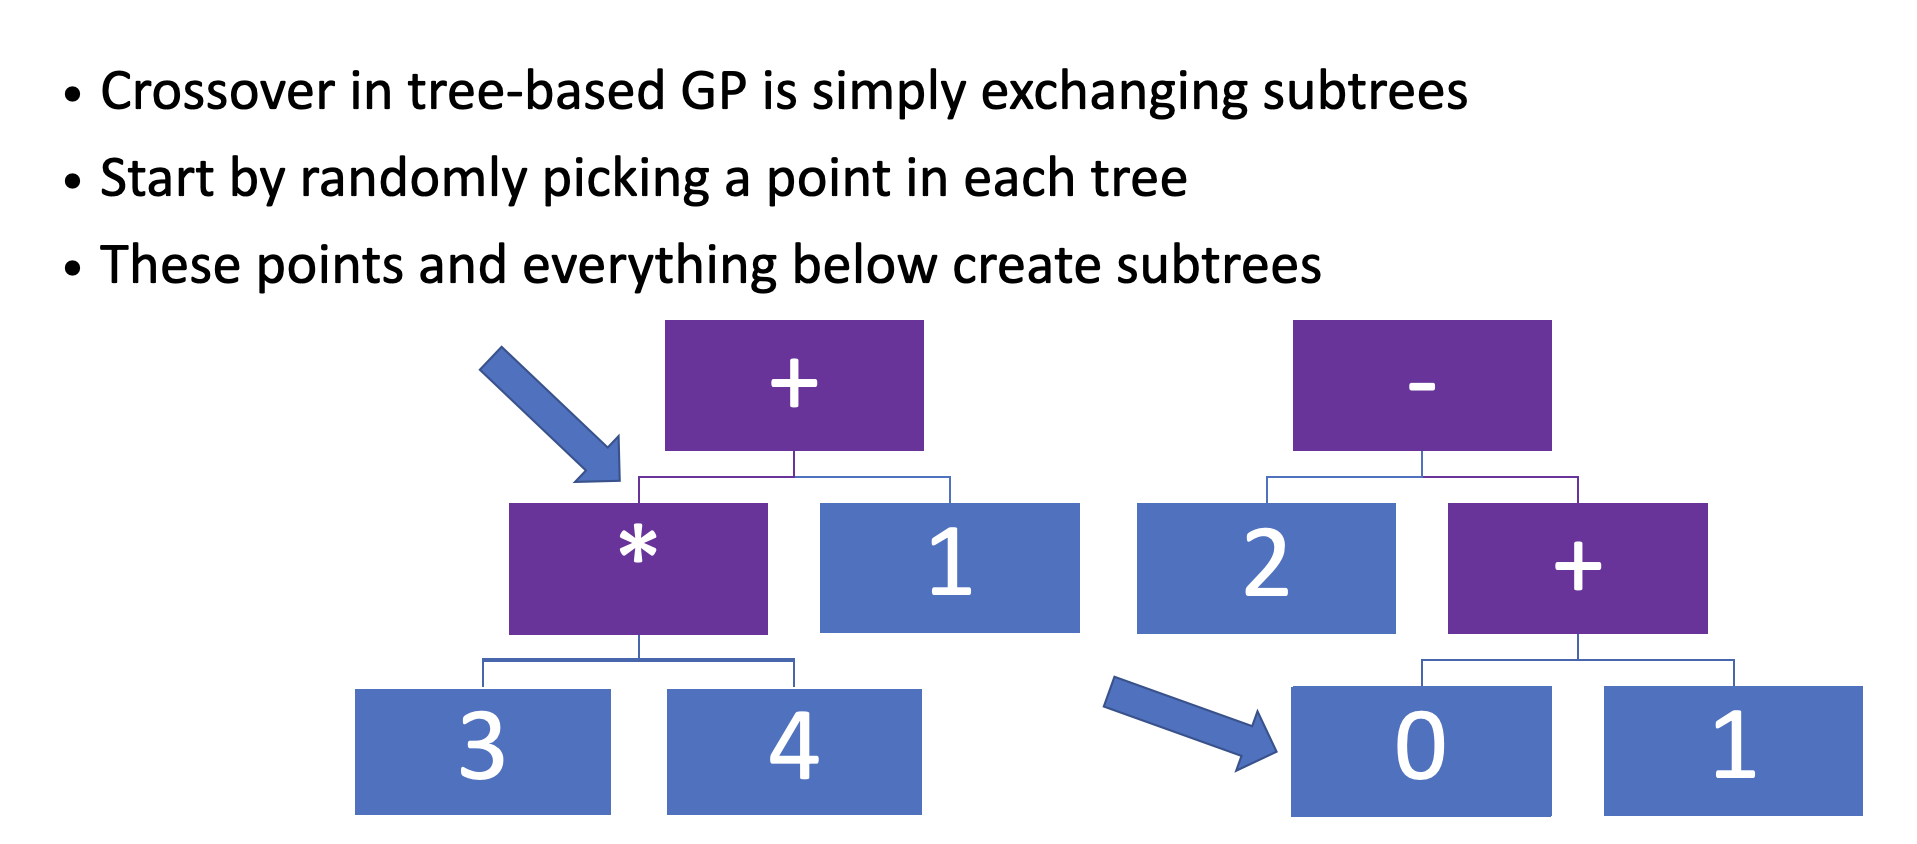 • Crossover in tree-based GP is simply exchanging subtrees
• Start by randomly picking a point in each tree
• These points and everything below create subtrees
+ -
* 1 2 +
3 4 0 1